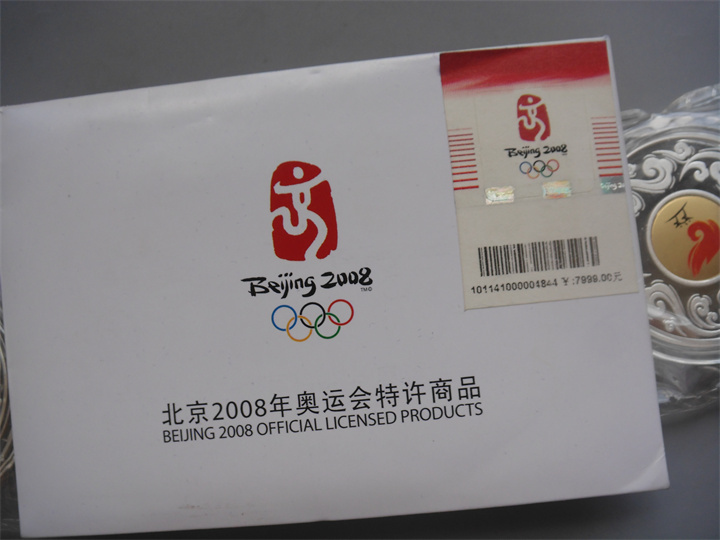 Beijing 2008
TM©
北京2008年奥运会特许商品
BEIJING 2008 OFFICIAL LICENSED PRODUCTS
Beijing 2008
101141000004844 ¥:7999.00元